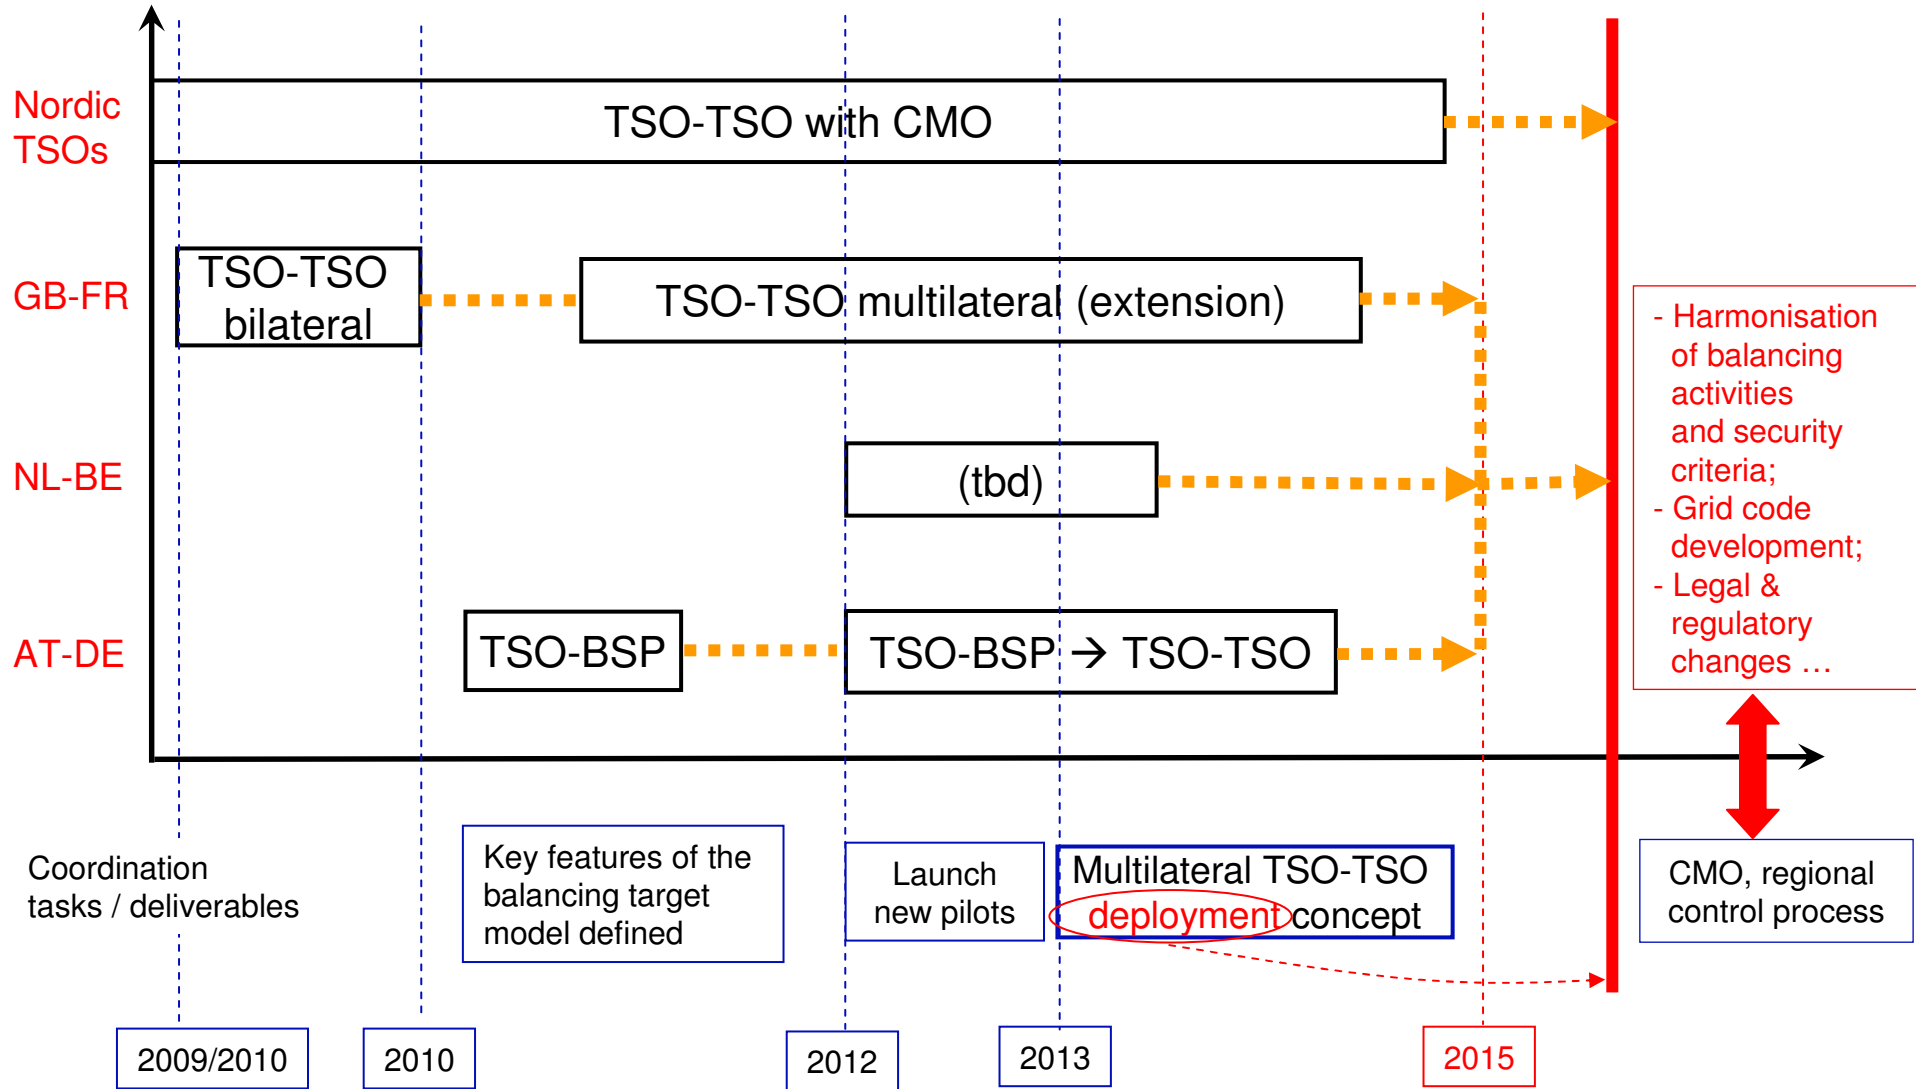 Nordic
TSOs
TSO-TSO with CMO
GB-FR
TSO-TSO
bilateral
TSO-TSO multilateral (extension)
NL-BE
(tbd)
AT-DE
TSO-BSP
TSO-BSP → TSO-TSO
- Harmonisation
of balancing
activities
and security
criteria;
- Grid code
development;
- Legal &
regulatory
changes …
Coordination
tasks / deliverables
Key features of the
balancing target
model defined
Launch
new pilots
Multilateral TSO-TSO
deployment concept
CMO, regional
control process
2009/2010
2010
2012
2013
2015